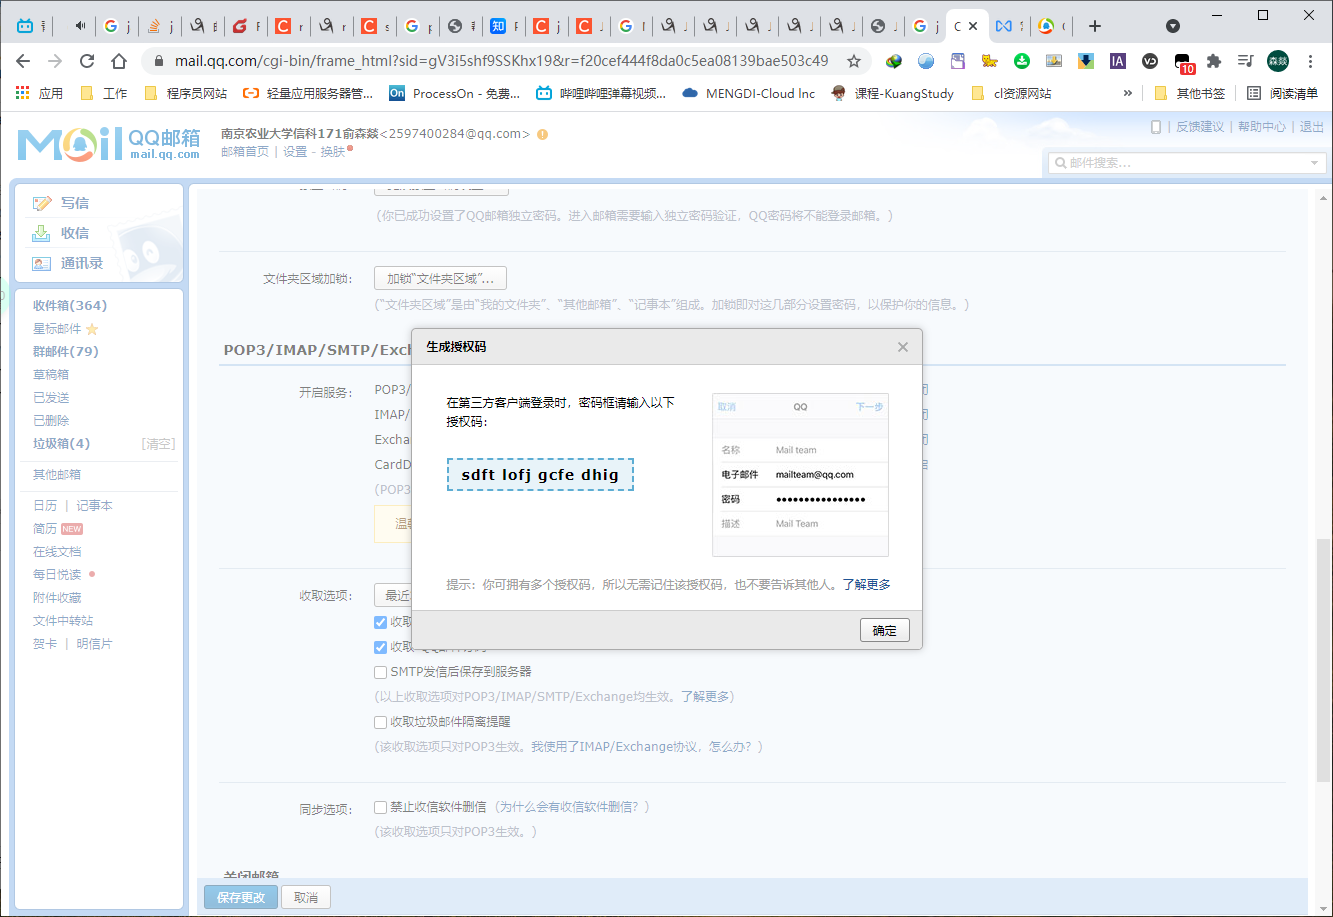 mail.qq.com/cgi-bin/frame_html?sid=gV3i5shf9SSKhx19&r=f20cef444f8da0c5ea08139bae503c49
10
IA
VD
森燚
应用
工作
程序员网站
轻量应用服务器管...
On ProcessOn - 免费...
哔哩哔哩弹幕视频...
MENGDI-Cloud Inc
课程-KuangStudy
cl资源网站
»
其他书签
阅读清单
Mail QQ邮箱
mail.qq.com
南京农业大学信科171俞森燚<2597400284@qq.com>
邮箱首页 | 设置 - 换肤
| 反馈建议 | 帮助中心 | 退出
邮件搜索...
写信
收信
通讯录
收件箱(364)
星标邮件
群邮件(79)
草稿箱
已发送
已删除
垃圾箱(4) [清空]
其他邮箱
日历 | 记事本
简历 NEW
在线文档
每日悦读
附件收藏
文件中转站
贺卡 | 明信片
(你已成功设置了QQ邮箱独立密码。进入邮箱需要输入独立密码验证，QQ密码将不能登录邮箱。)
文件夹区域加锁: 加锁“文件夹区域”...
(“文件夹区域”是由“我的文件夹”、“其他邮箱”、“记事本”组成。加锁即对这几部分设置密码，以保护你的信息。)
POP3/IMAP/SMTP/Exch
开启服务: POP3/
IMAP/
Excha
CardD
(POP3
生成授权码
在第三方客户端登录时，密码框请输入以下
授权码：
sdft lofj gcfe dhig
取消 QQ 下一步
名称 Mail team
电子邮件 mailteam@qq.com
密码 ●●●●●●●●●●●●●●●
描述 Mail Team
提示：你可拥有多个授权码，所以无需记住该授权码，也不要告诉其他人。了解更多
确定
收取选项: 最近
收取
收取
SMTP发信后保存到服务器
(以上收取选项对POP3/IMAP/SMTP/Exchange均生效。了解更多)
收取垃圾邮件隔离提醒
(该收取选项只对POP3生效。我使用了IMAP/Exchange协议，怎么办？)
同步选项: 禁止收信软件删信 (为什么会有收信软件删信？)
(该收取选项只对POP3生效。)
关闭邮箱
保存更改 取消